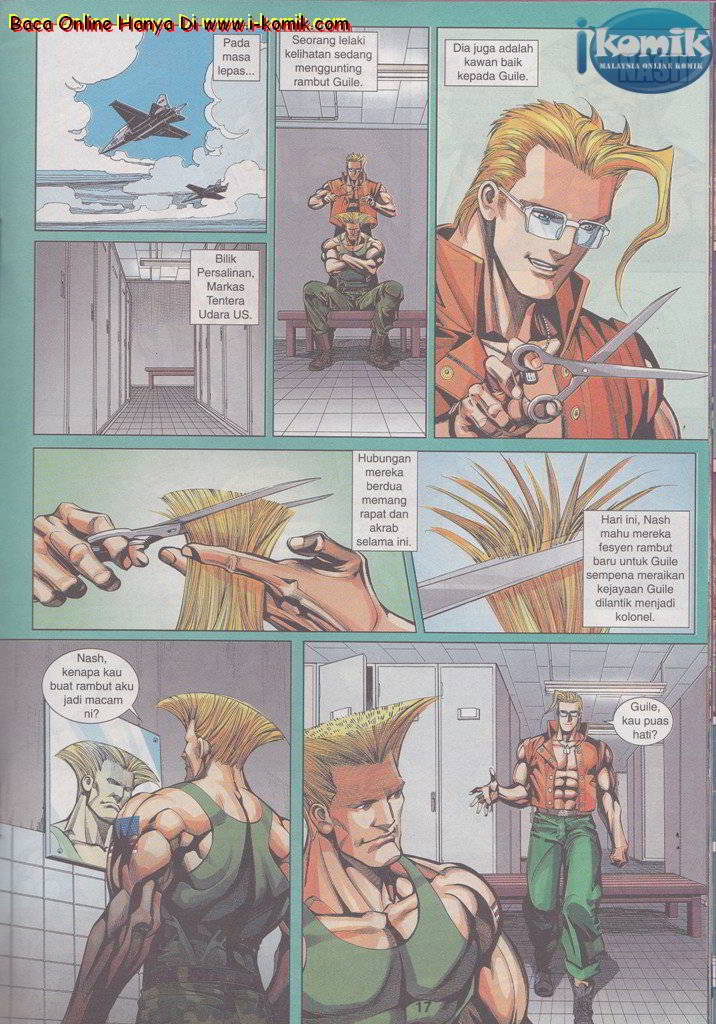 Baca Online Hanya Di www.i-komik.com
ikomik
MALAYSIA ONLINE KOMIK
NASH
Pada
masa
lepas...
Bilik
Persalinan,
Markas
Tentera
Udara US.
Seorang lelaki
kelihatan sedang
menggunting
rambut Guile.
Dia juga adalah
kawan baik
kepada Guile.
Hubungan
mereka
berdua
memang
rapat dan
akrab
selama ini.
Hari ini, Nash
mahu mereka
fesyen rambut
baru untuk Guile
sempena meraikan
kejayaan Guile
dilantik menjadi
kolonel.
Nash,
kenapa kau
buat rambut aku
jadi macam
ni?
Guile,
kau puas
hati?
17